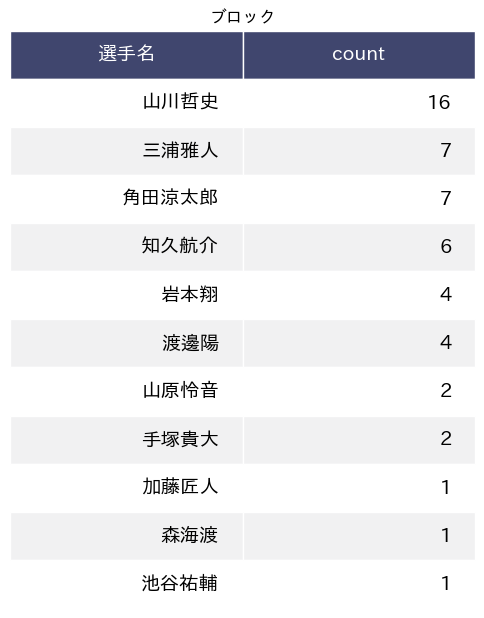 ブロック
選手名 count
山川哲史 16
三浦雅人 7
角田涼太郎 7
知久航介 6
岩本翔 4
渡邊陽 4
山原怜音 2
手塚貴大 2
加藤匠人 1
森海渡 1
池谷祐輔 1